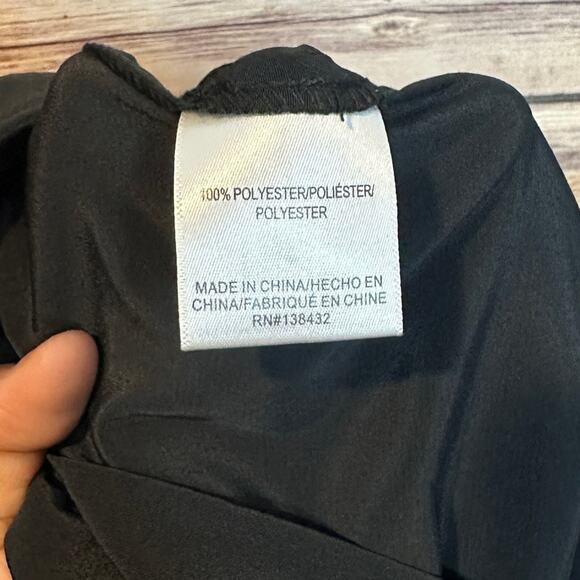 100% POLYESTER/POLIÉSTER/
POLYESTER
MADE IN CHINA/HECHO EN
CHINA/FABRIQUÉ EN CHINE
RN#138432